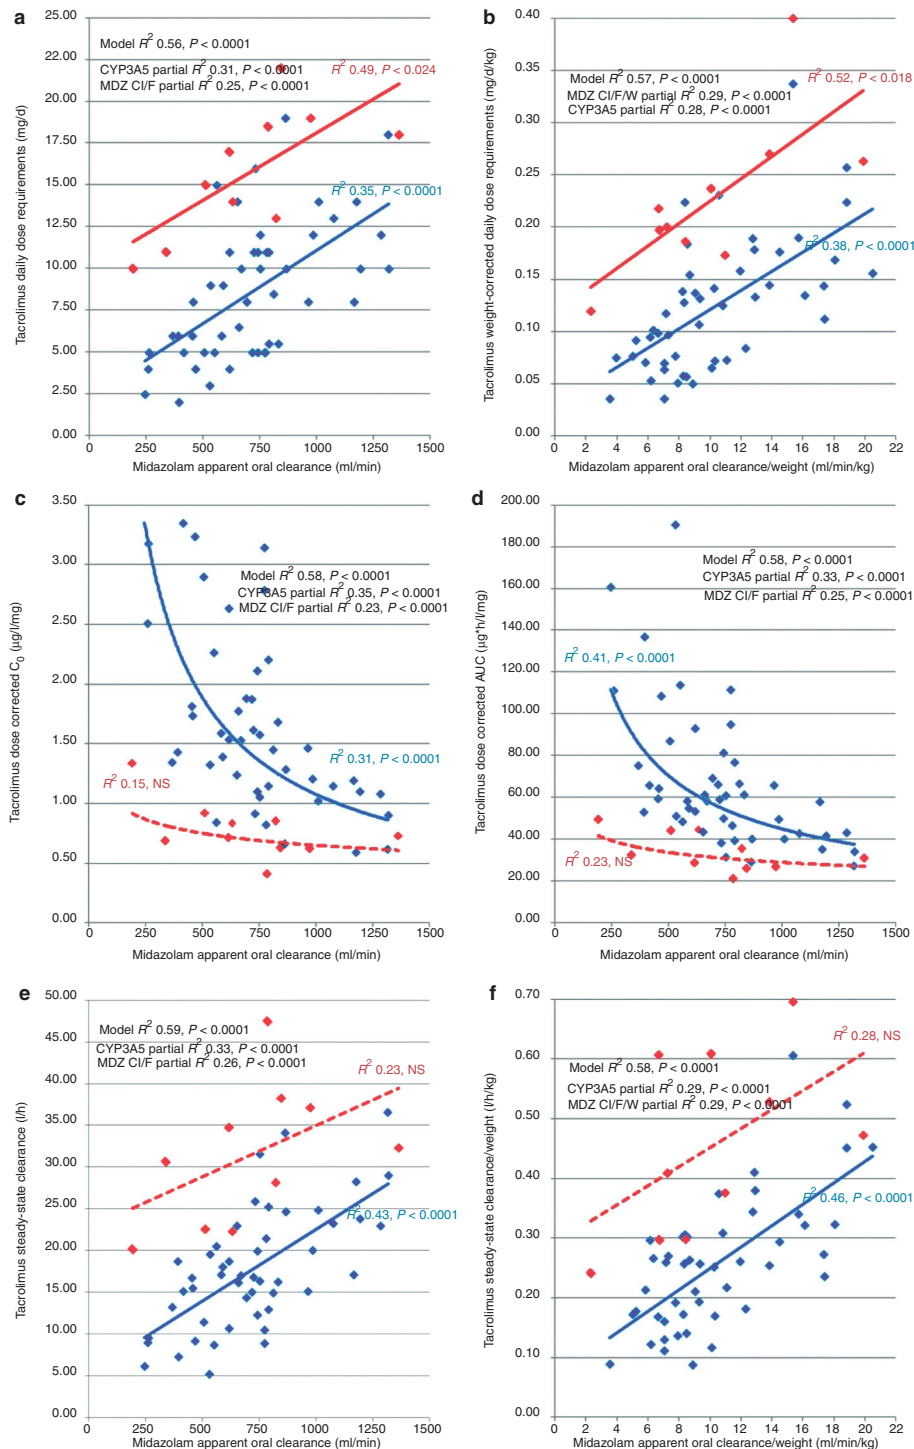 a
Tacrolimus daily dose requirements (mg/d)
25.00
22.50
20.00
17.50
15.00
12.50
10.00
7.50
5.00
2.50
0.00
Model R² 0.56, P < 0.0001
CYP3A5 partial R² 0.31, P < 0.0001
MDZ Cl/F partial R² 0.25, P < 0.0001
R² 0.49, P < 0.024
R² 0.35, P < 0.0001
0 250 500 750 1000 1250 1500
Midazolam apparent oral clearance (ml/min)
b
Tacrolimus weight-corrected daily dose requirements (mg/d/kg)
0.40
0.35
0.30
0.25
0.20
0.15
0.10
0.05
0.00
Model R² 0.57, P < 0.0001
MDZ Cl/F/W partial R² 0.29, P < 0.0001
CYP3A5 partial R² 0.28, P < 0.0001
R² 0.52, P < 0.018
R² 0.38, P < 0.0001
0 2 4 6 8 10 12 14 16 18 20 22
Midazolam apparent oral clearance/weight (ml/min/kg)
c
Tacrolimus dose corrected C₀ (µg/l/mg)
3.50
3.00
2.50
2.00
1.50
1.00
0.50
0.00
Model R² 0.58, P < 0.0001
CYP3A5 partial R² 0.35, P < 0.0001
MDZ Cl/F partial R² 0.23, P < 0.0001
R² 0.31, P < 0.0001
R² 0.15, NS
0 250 500 750 1000 1250 1500
Midazolam apparent oral clearance (ml/min)
d
Tacrolimus dose corrected AUC (µg*h/l/mg)
200.00
180.00
160.00
140.00
120.00
100.00
80.00
60.00
40.00
20.00
0.00
Model R² 0.58, P < 0.0001
CYP3A5 partial R² 0.33, P < 0.0001
MDZ Cl/F partial R² 0.25, P < 0.0001
R² 0.41, P < 0.0001
R² 0.23, NS
0 250 500 750 1000 1250 1500
Midazolam apparent oral clearance (ml/min)
e
Tacrolimus steady-state clearance (l/h)
50.00
45.00
40.00
35.00
30.00
25.00
20.00
15.00
10.00
5.00
0.00
Model R² 0.59, P < 0.0001
CYP3A5 partial R² 0.33, P < 0.0001
MDZ Cl/F partial R² 0.26, P < 0.0001
R² 0.23, NS
R² 0.43, P < 0.0001
0 250 500 750 1000 1250 1500
Midazolam apparent oral clearance (ml/min)
f
Tacrolimus steady-state clearance/weight (l/h/kg)
0.70
0.60
0.50
0.40
0.30
0.20
0.10
0.00
Model R² 0.58, P < 0.0001
CYP3A5 partial R² 0.29, P < 0.0001
MDZ Cl/F/W partial R² 0.29, P < 0.0001
R² 0.28, NS
R² 0.46, P < 0.0001
0 2 4 6 8 10 12 14 16 18 20 22
Midazolam apparent oral clearance/weight (ml/min/kg)